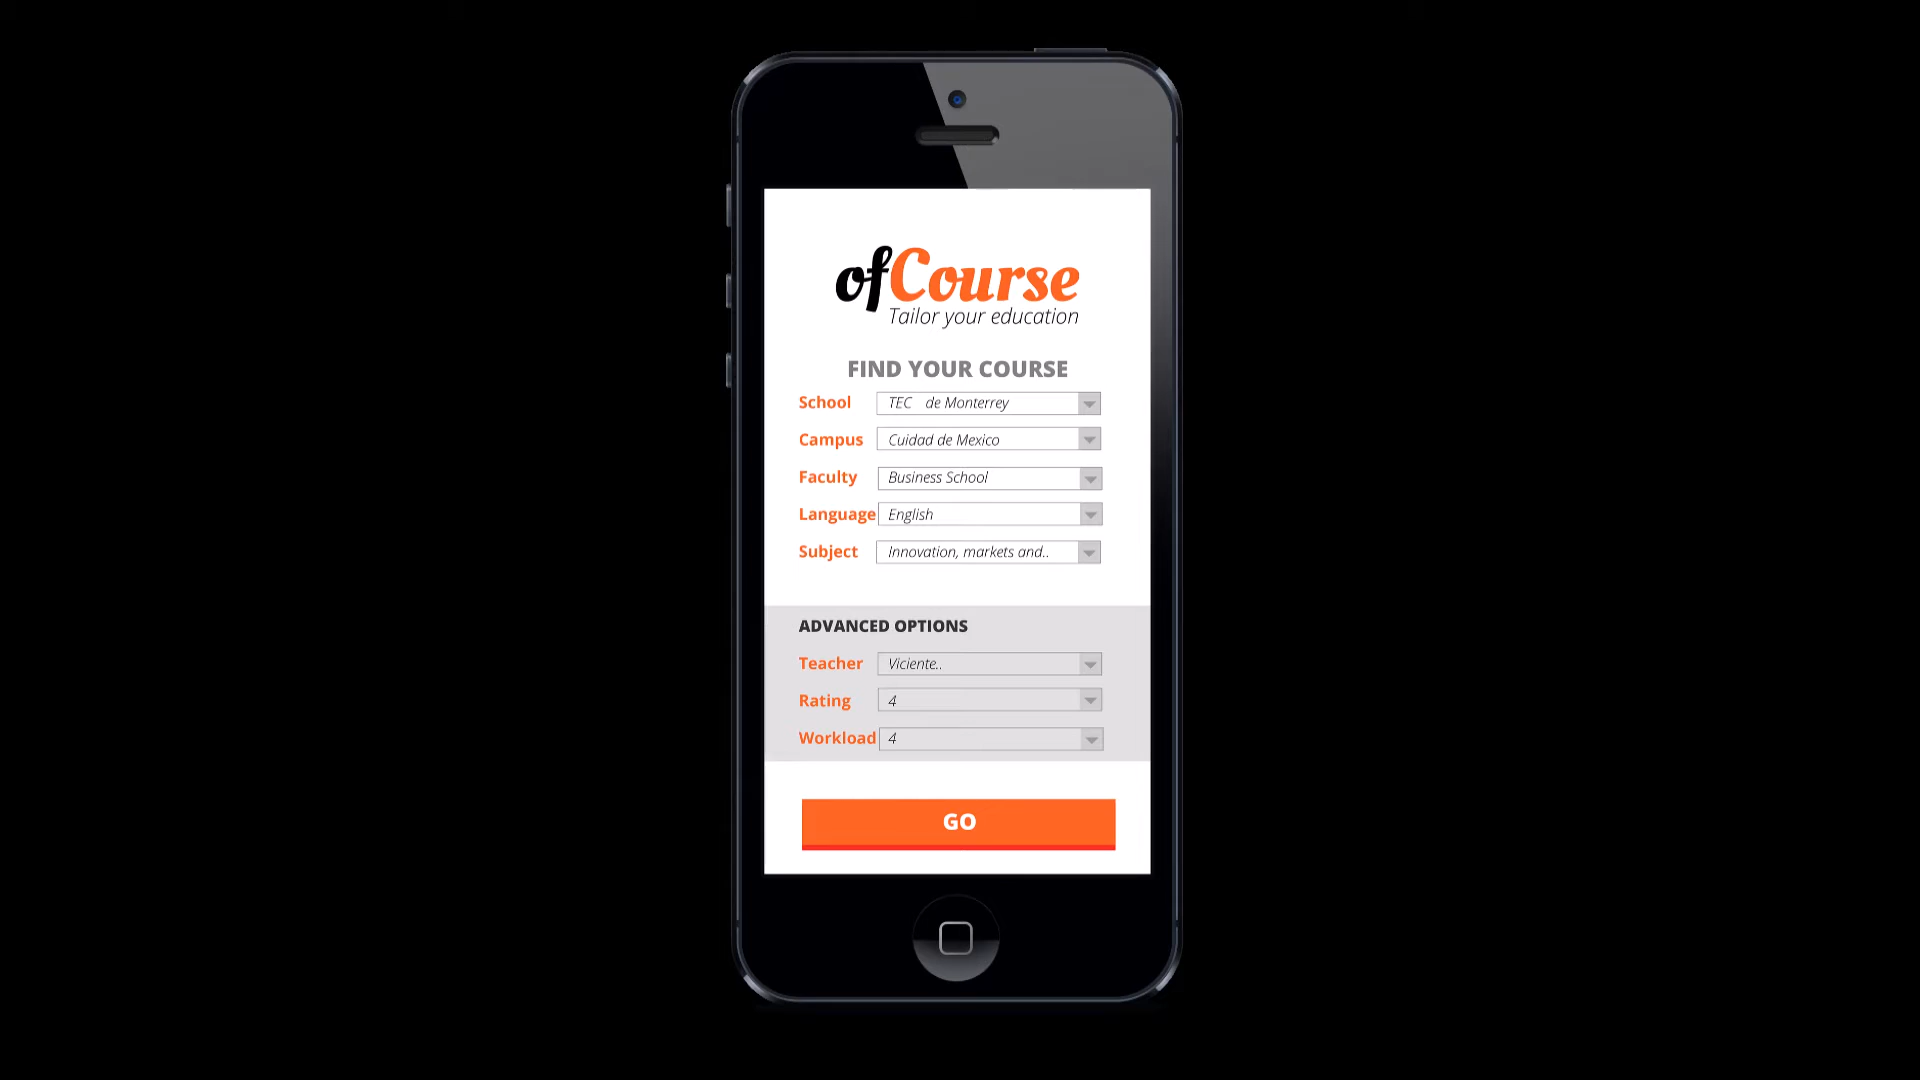 ofCourse
Tailor your education
FIND YOUR COURSE
School TEC de Monterrey
Campus Cuidad de Mexico
Faculty Business School
Language English
Subject Innovation, markets and..
ADVANCED OPTIONS
Teacher Viciente..
Rating 4
Workload 4
GO